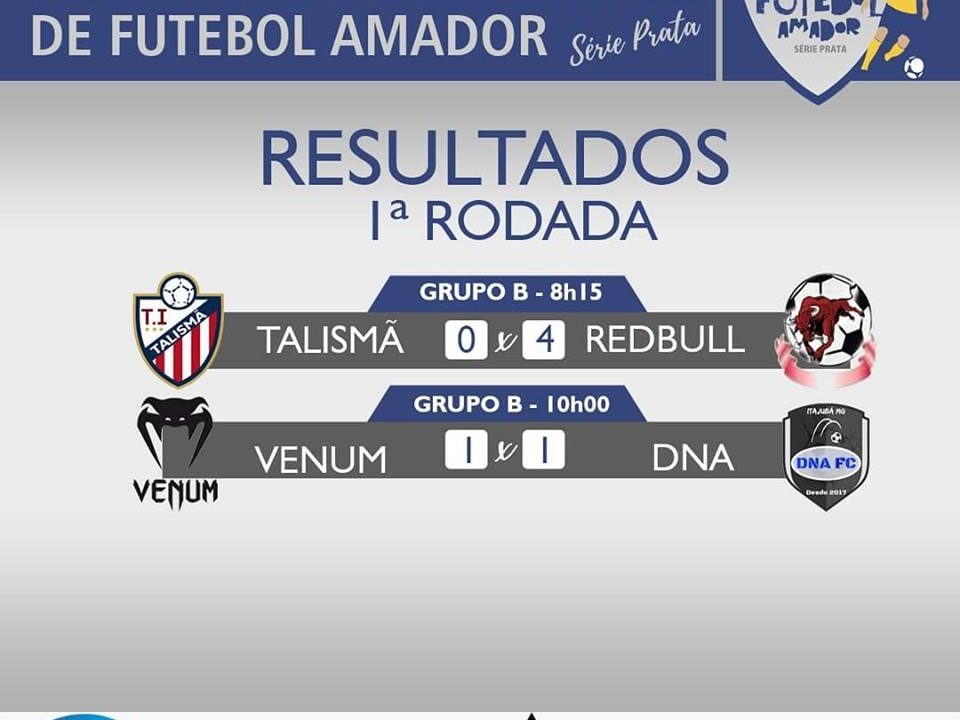 DE FUTEBOL AMADOR Série Prata
FUTEBOL
AMADOR
SÉRIE PRATA
RESULTADOS
1ª RODADA
GRUPO B - 8h15
T.I
TALISMÃ
TALISMÃ 0 x 4 REDBULL
GRUPO B - 10h00
VENUM 1 x 1 DNA
VENUM
ITAJUBÁ MG
DNA FC
Desde 2017